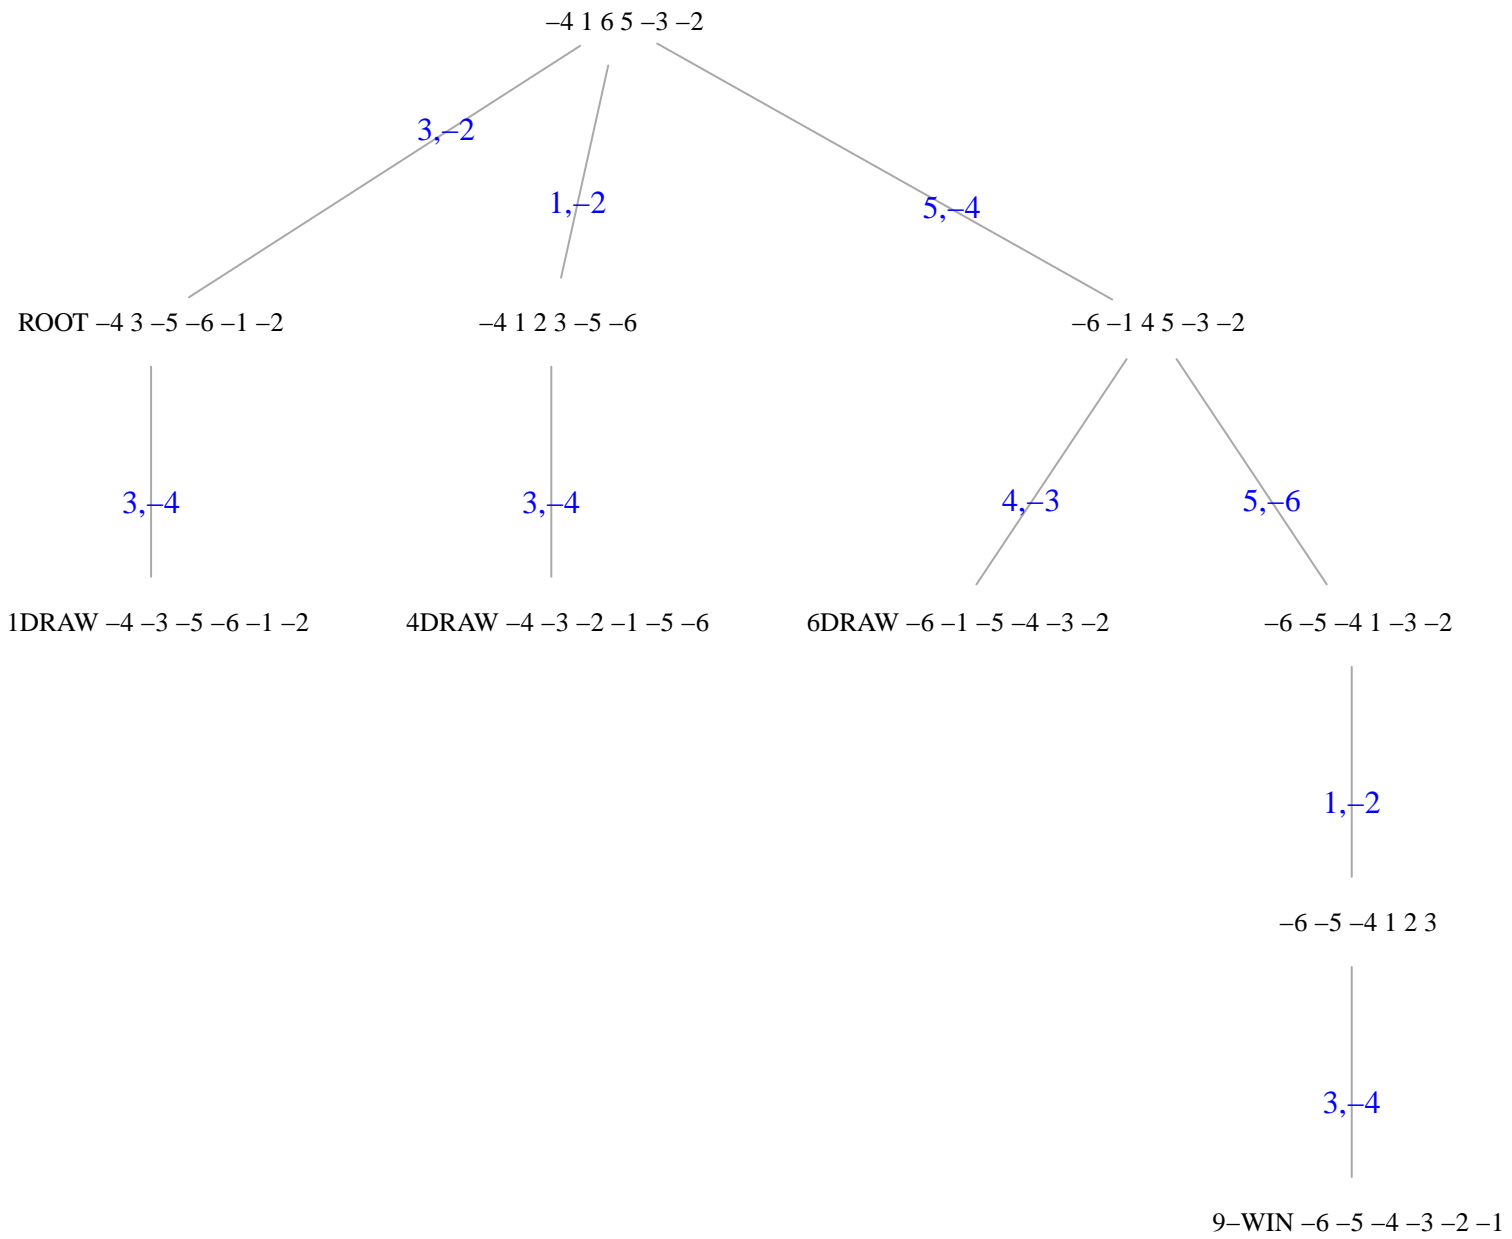 –4 1 6 5 –3 –2
3,–2
1,–2
5,–4
ROOT –4 3 –5 –6 –1 –2
–4 1 2 3 –5 –6
–6 –1 4 5 –3 –2
3,–4
3,–4
4,–3
5,–6
1DRAW –4 –3 –5 –6 –1 –2
4DRAW –4 –3 –2 –1 –5 –6
6DRAW –6 –1 –5 –4 –3 –2
–6 –5 –4 1 –3 –2
1,–2
–6 –5 –4 1 2 3
3,–4
9–WIN –6 –5 –4 –3 –2 –1